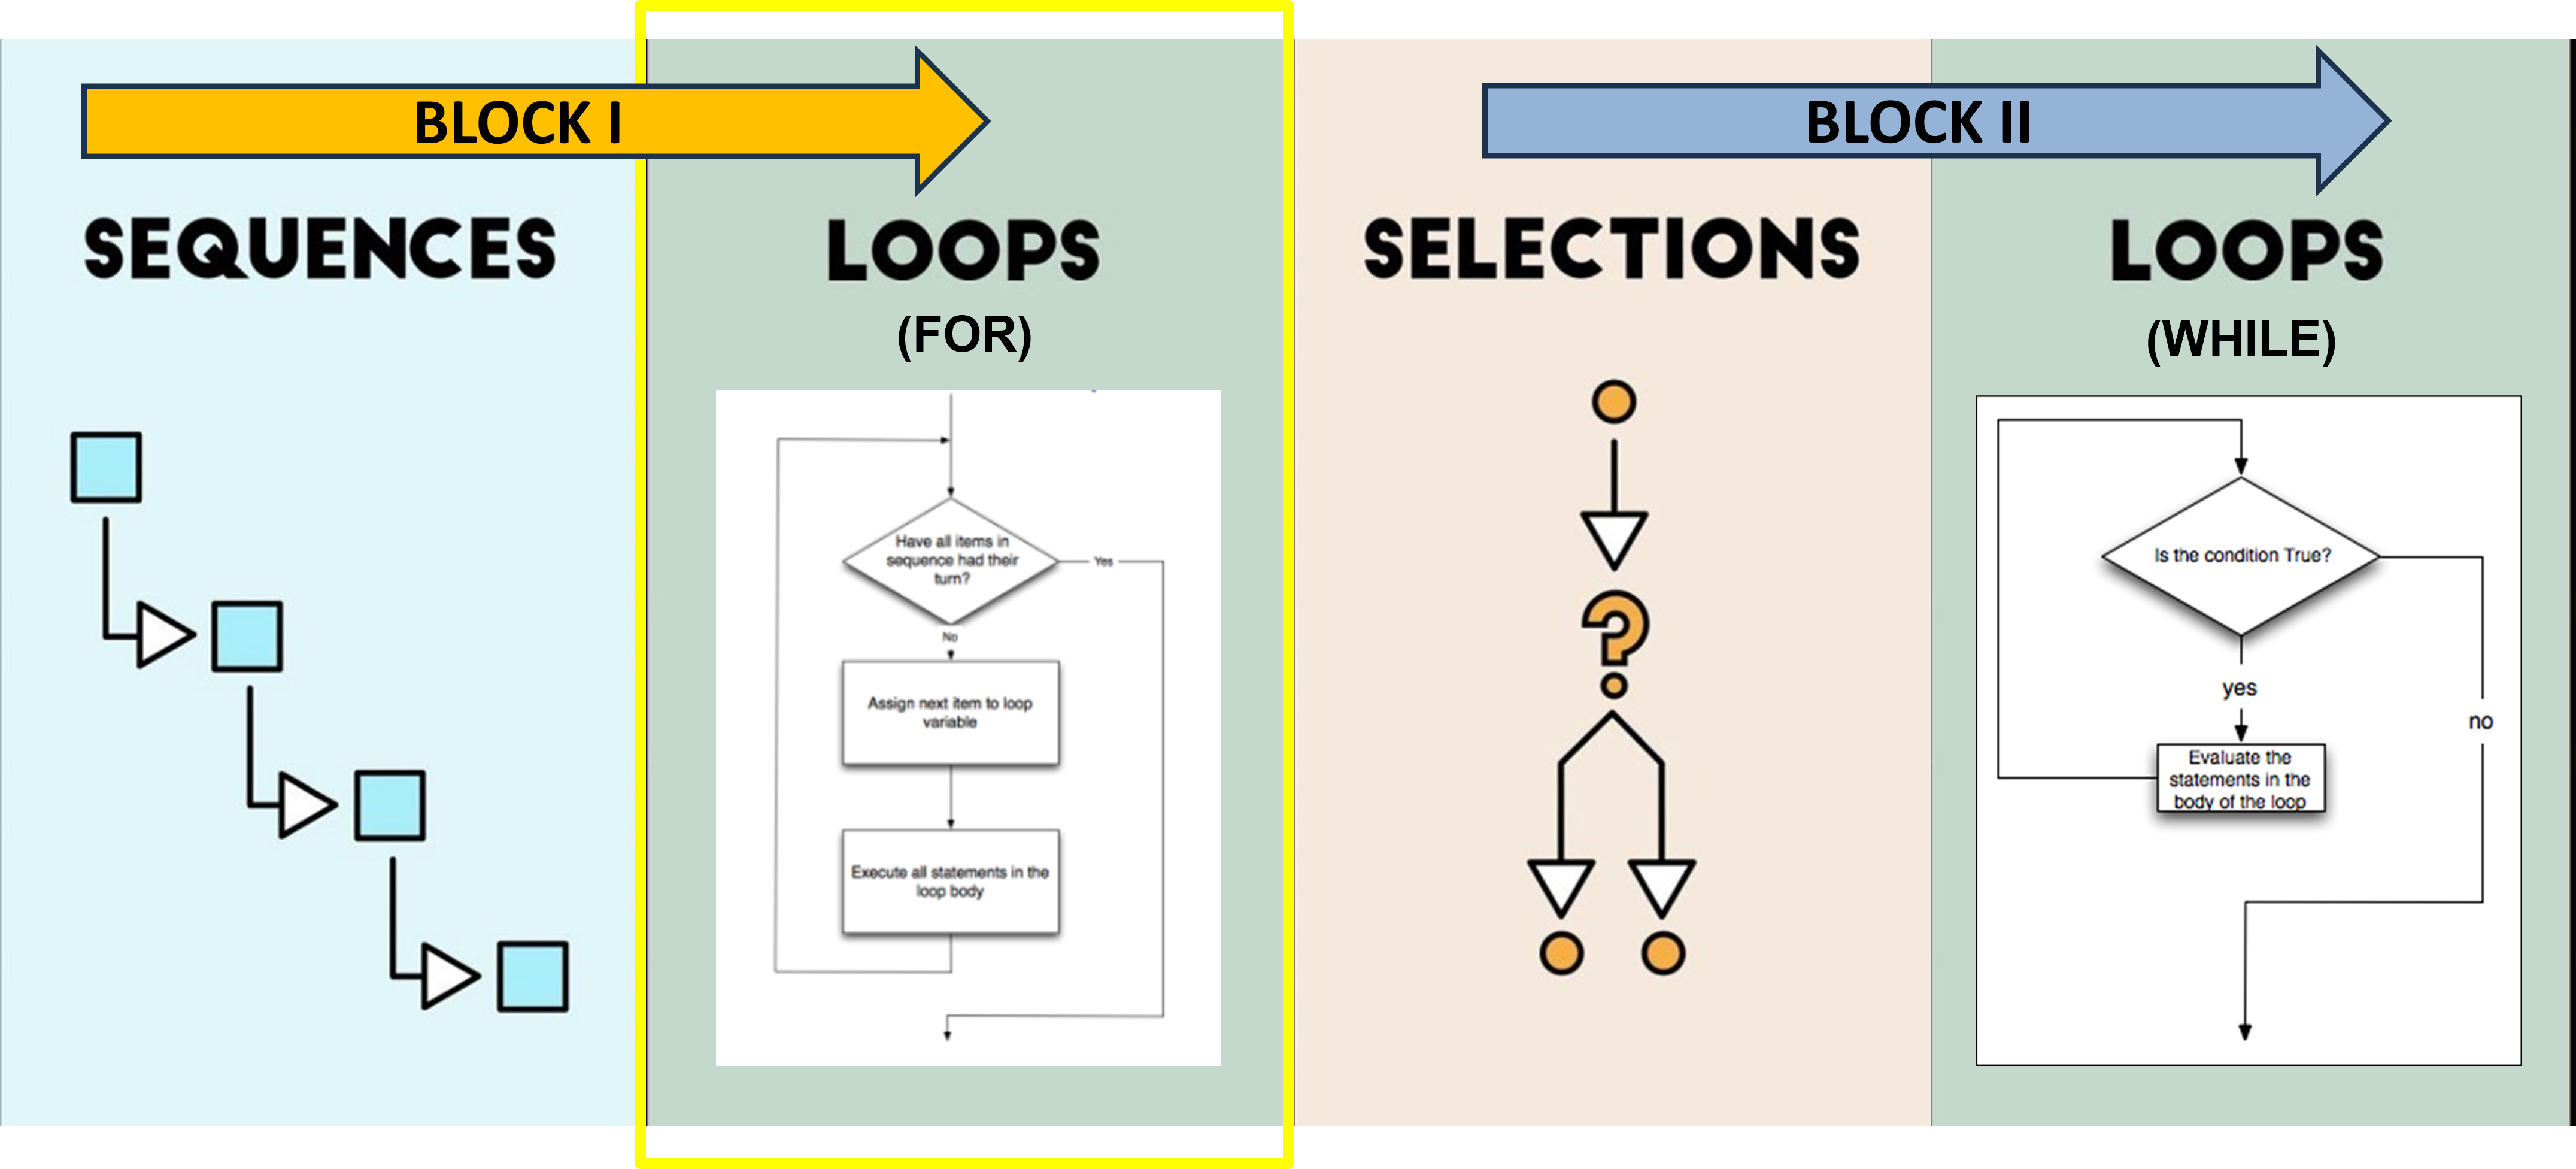 BLOCK I
BLOCK II
SEQUENCES
LOOPS
(FOR)
Have all items in
sequence had their
turn?
Yes
No
Assign next item to loop
variable
Execute all statements in the
loop body
SELECTIONS
?
LOOPS
(WHILE)
Is the condition True?
yes
no
Evaluate the
statements in the
body of the loop